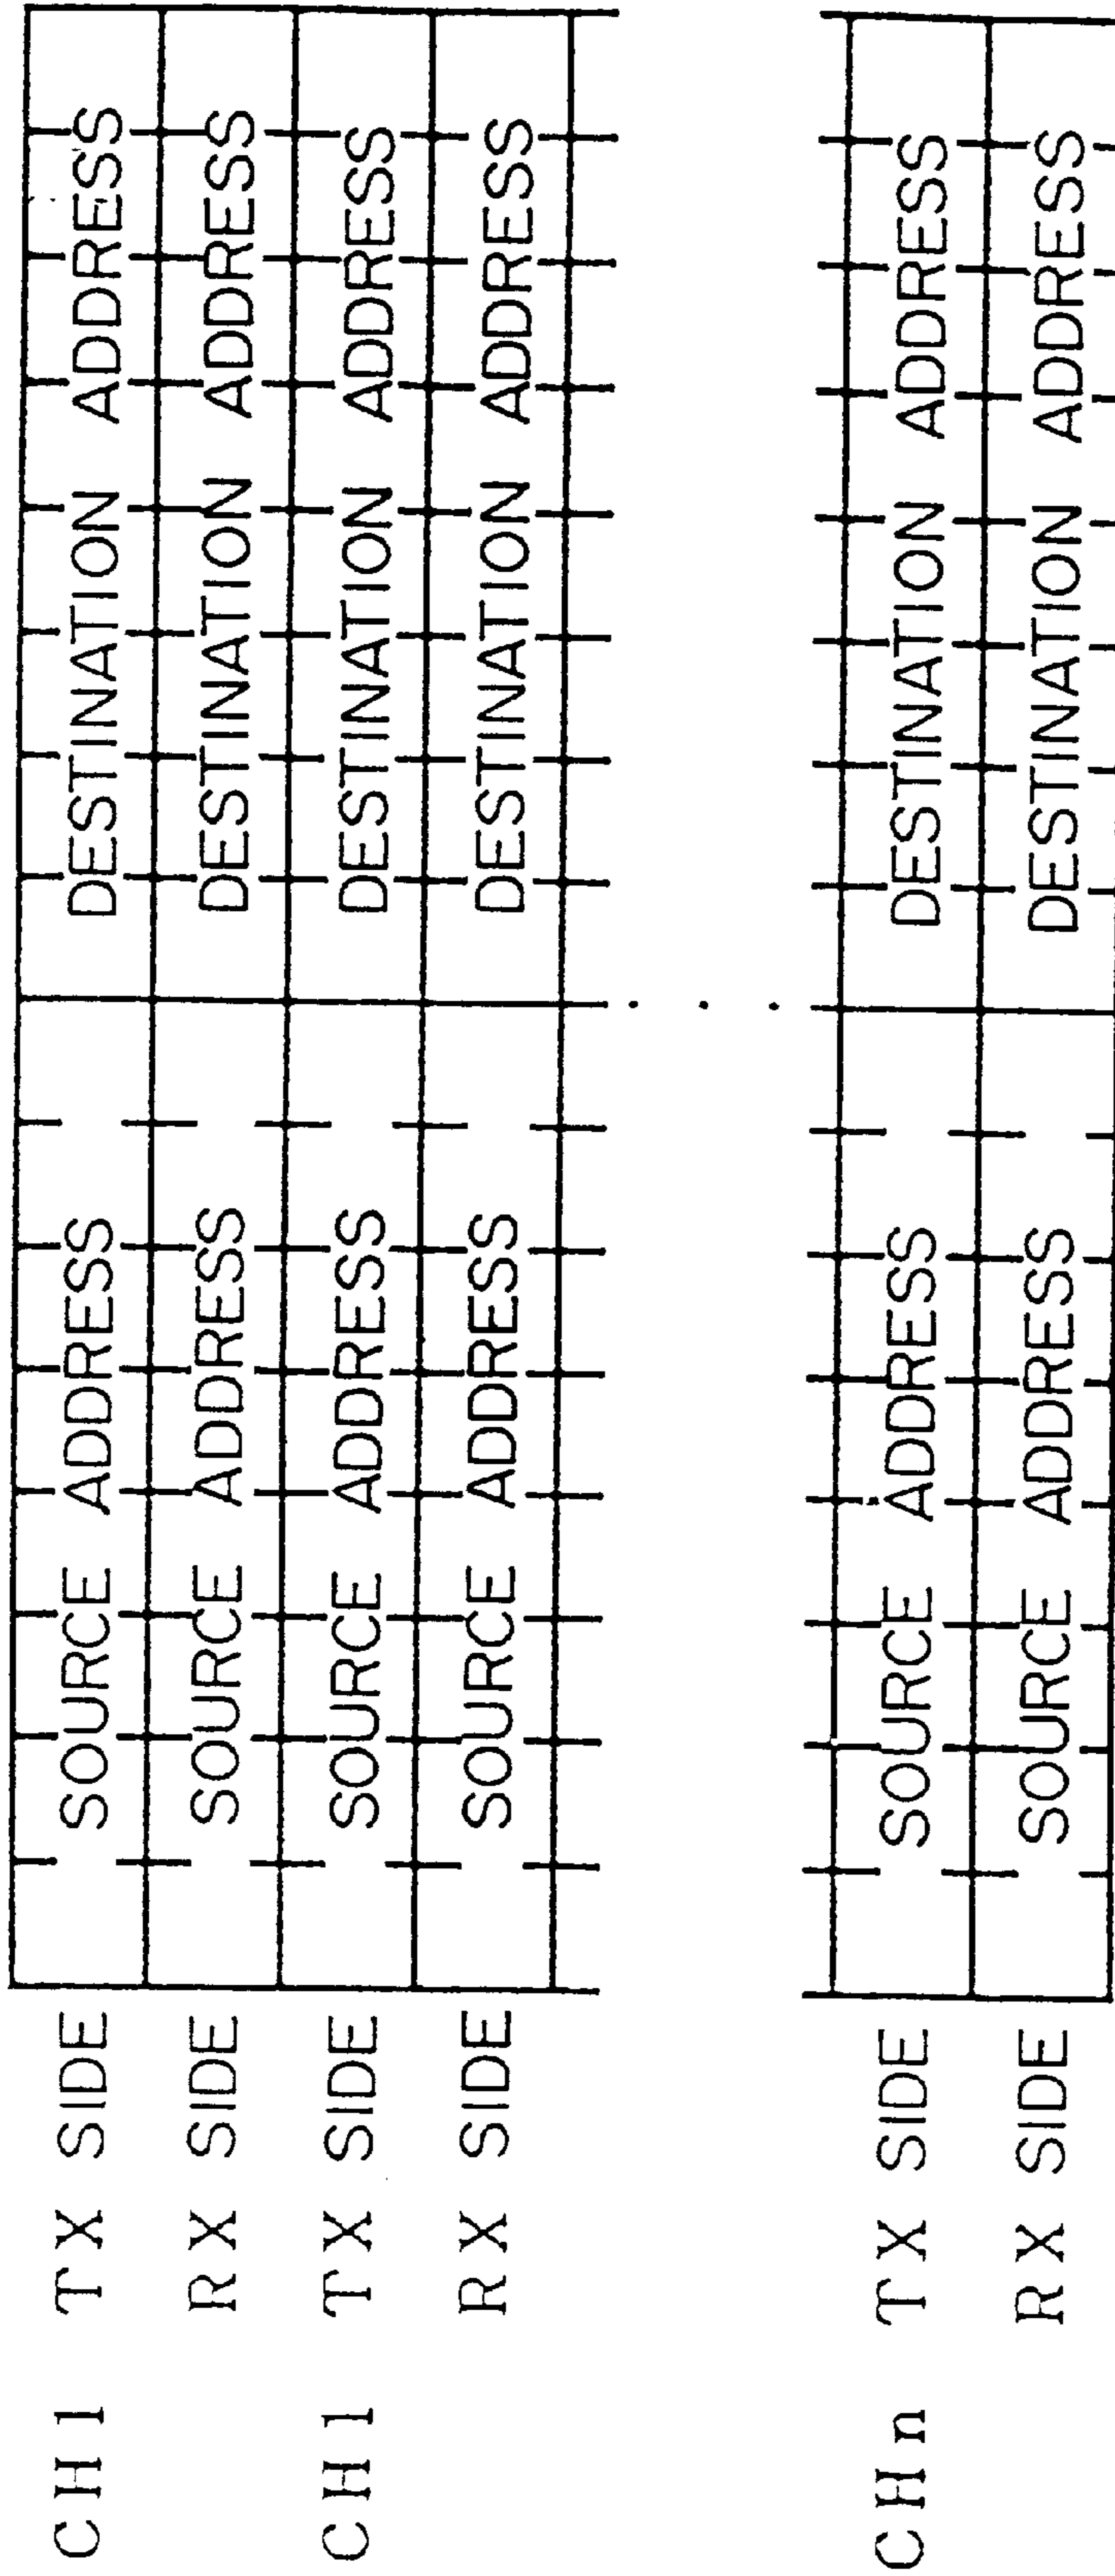 CH1 TX SIDE SOURCE ADDRESS DESTINATION ADDRESS
RX SIDE SOURCE ADDRESS DESTINATION ADDRESS
CH1 TX SIDE SOURCE ADDRESS DESTINATION ADDRESS
RX SIDE SOURCE ADDRESS DESTINATION ADDRESS
CHn TX SIDE SOURCE ADDRESS DESTINATION ADDRESS
RX SIDE SOURCE ADDRESS DESTINATION ADDRESS